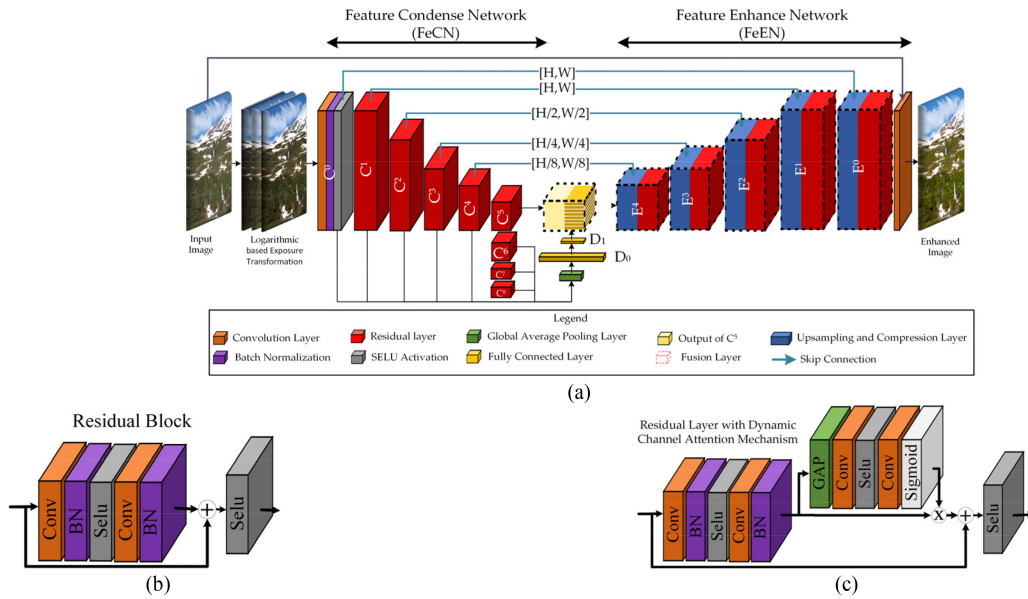 Feature Condense Network
(FeCN)
Feature Enhance Network
(FeEN)
[H,W]
[H,W]
[H/2,W/2]
[H/4,W/4]
[H/8,W/8]
C⁰
C¹
C²
C³
C⁴
C⁵
C⁶
C⁷
C⁸
D₁
D₀
E⁴
E³
E²
E¹
E⁰
Input
Image
Logarithmic
based Exposure
Transformation
Enhanced
Image
Legend
Convolution Layer
Residual layer
Global Average Pooling Layer
Output of C⁵
Upsampling and Compression Layer
Batch Normalization
SELU Activation
Fully Connected Layer
Fusion Layer
Skip Connection
(a)
Residual Block
Conv
BN
Selu
Conv
BN
+
Selu
(b)
Residual Layer with Dynamic
Channel Attention Mechanism
Conv
BN
Selu
Conv
BN
GAP
Conv
Selu
Conv
Sigmoid
X
+
Selu
(c)